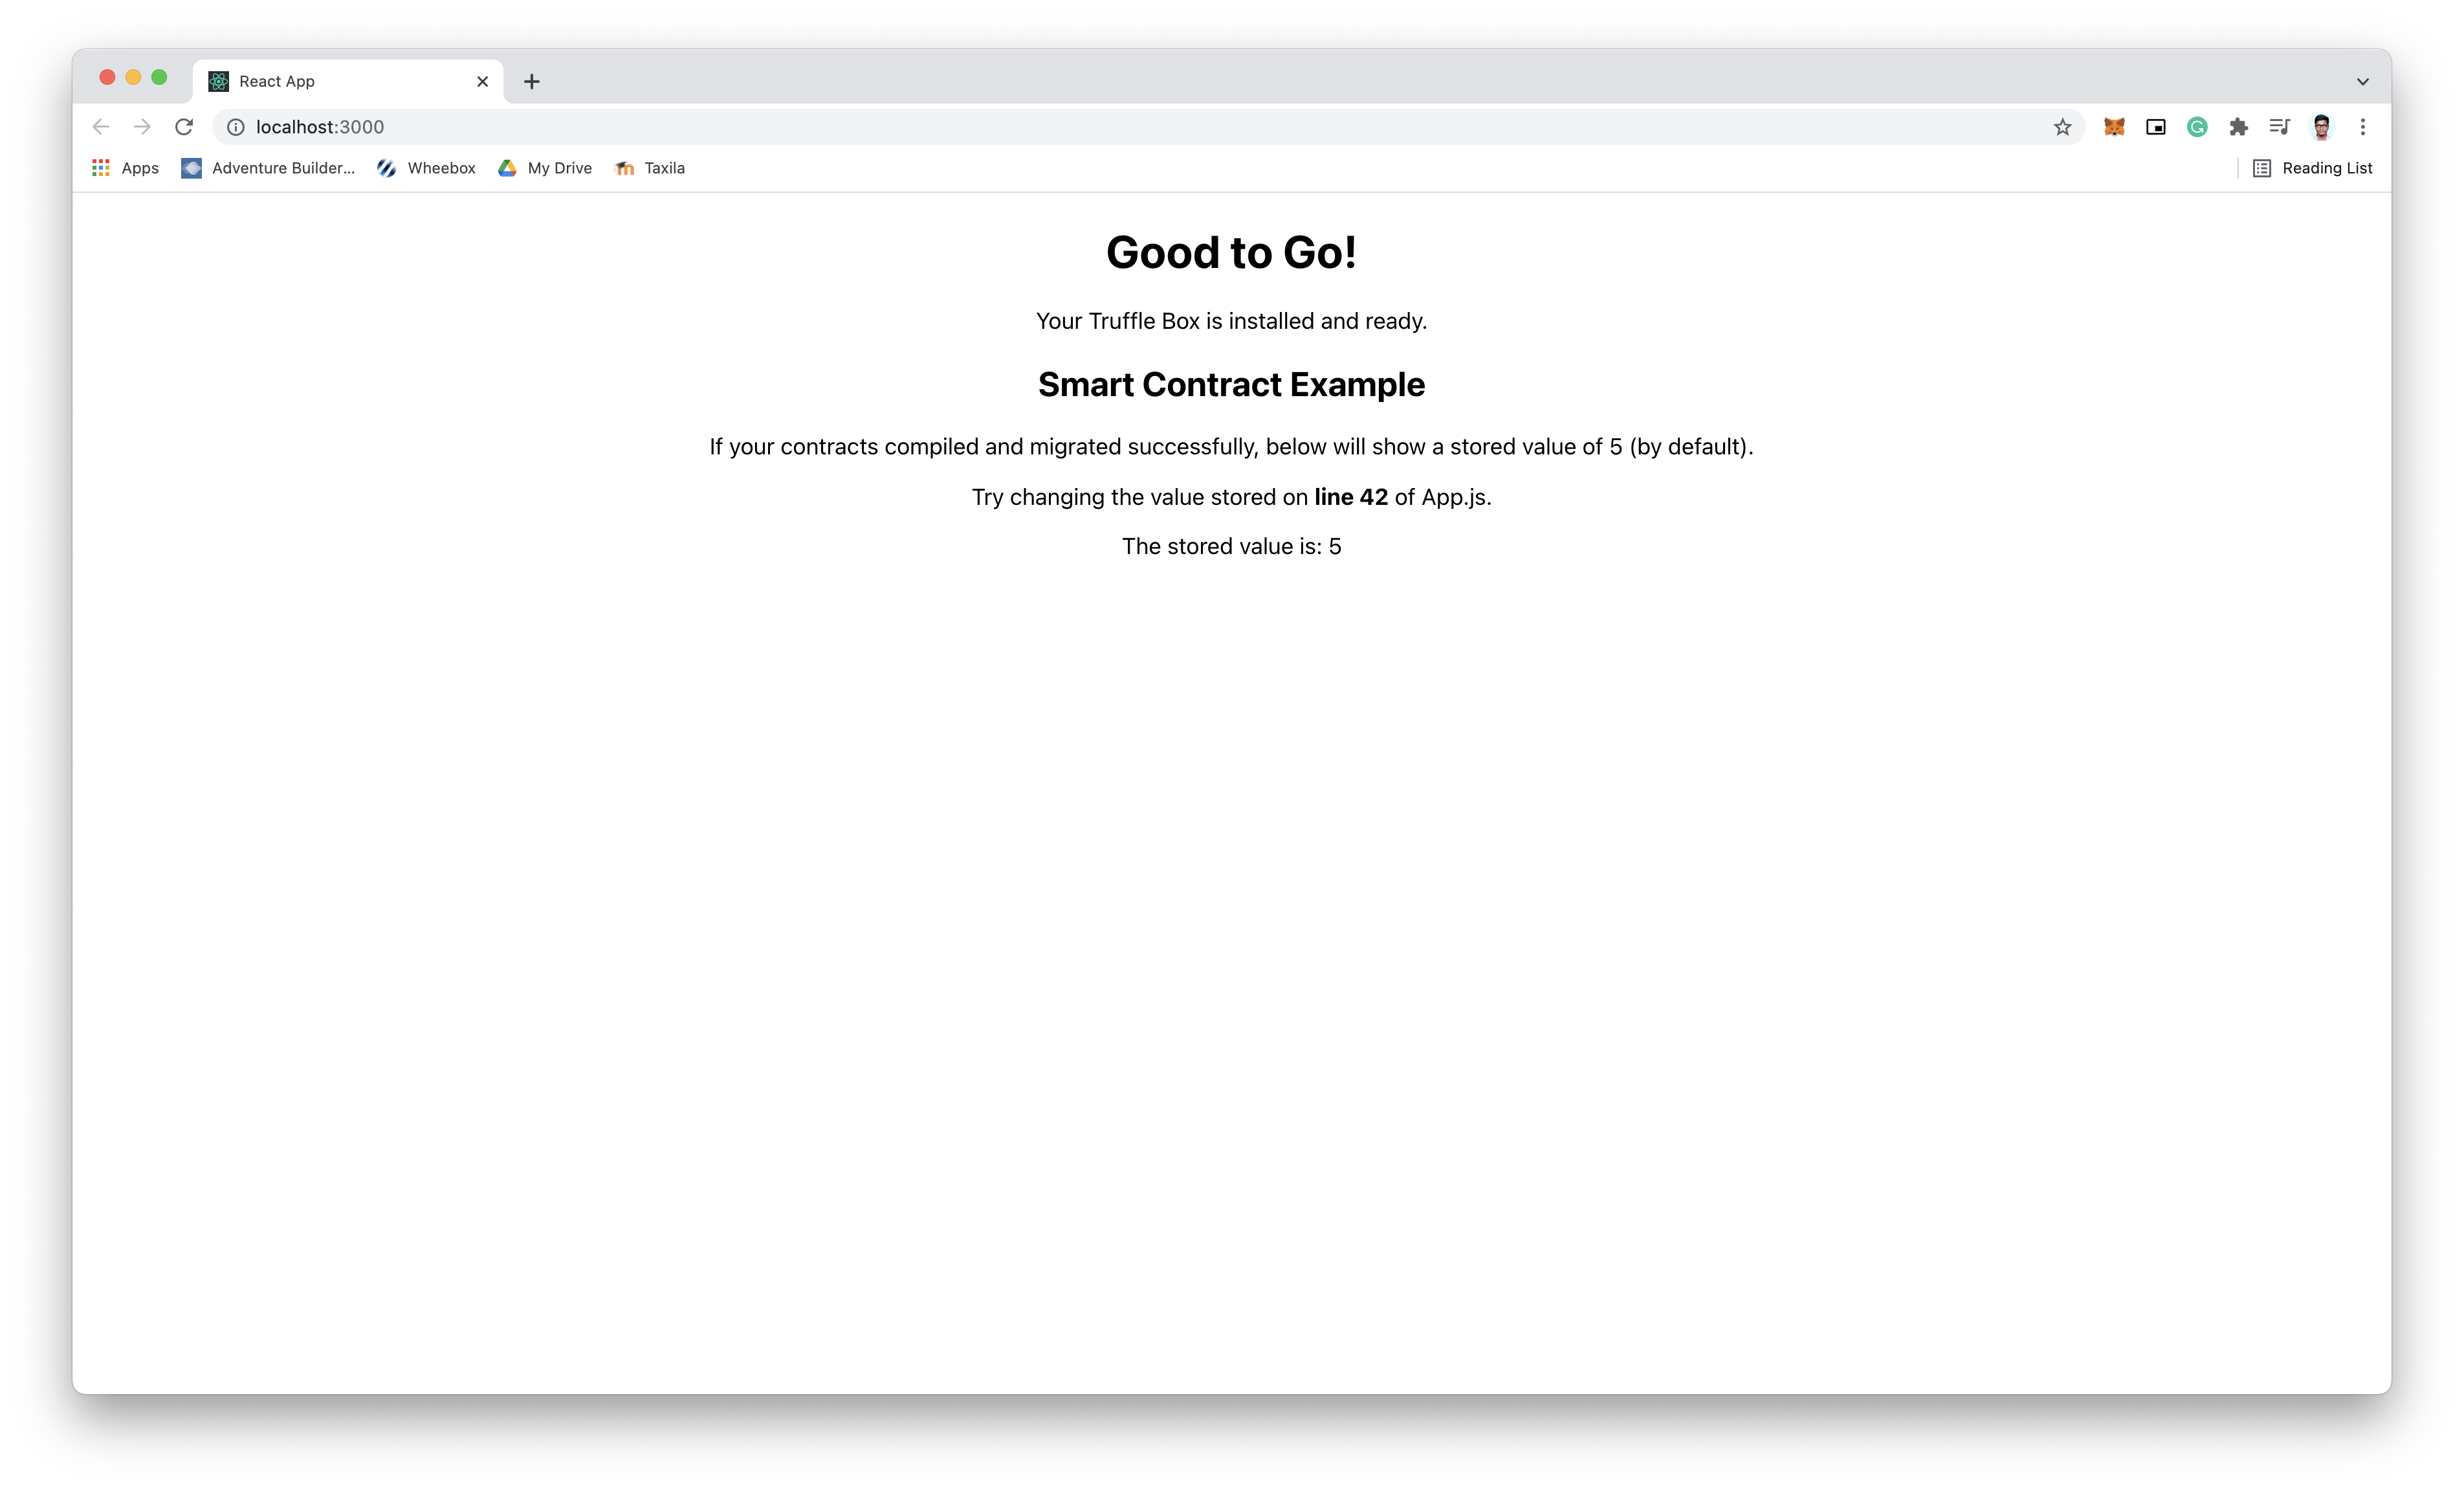 React App
localhost:3000
Apps Adventure Builder... Wheebox My Drive Taxila Reading List
Good to Go!
Your Truffle Box is installed and ready.
Smart Contract Example
If your contracts compiled and migrated successfully, below will show a stored value of 5 (by default).
Try changing the value stored on line 42 of App.js.
The stored value is: 5